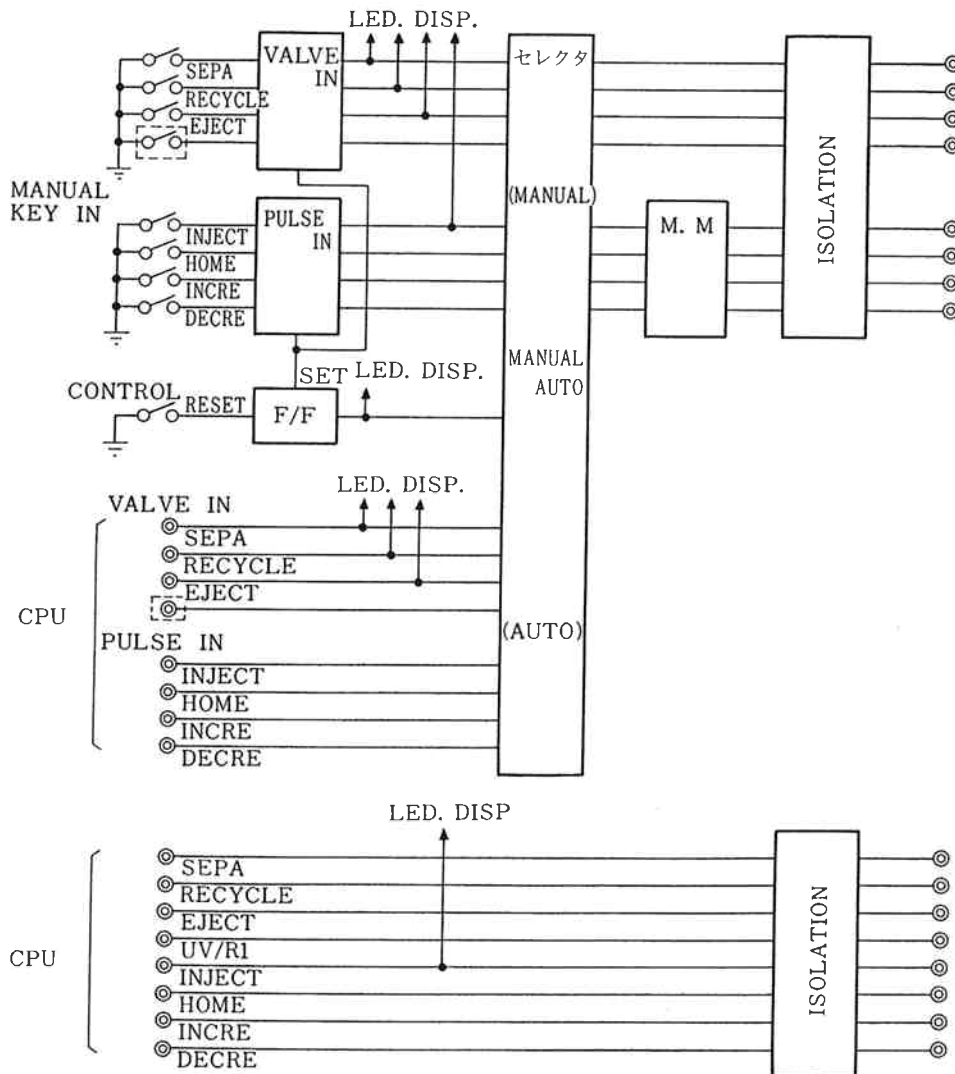 LED. DISP.
VALVE
IN
セレクタ
SEPA
RECYCLE
EJECT
MANUAL
KEY IN
(MANUAL)
ISOLATION
PULSE
IN
M. M
INJECT
HOME
INCRE
DECRE
MANUAL
AUTO
SET
LED. DISP.
CONTROL
RESET
F/F
LED. DISP.
VALVE IN
SEPA
RECYCLE
EJECT
CPU
(AUTO)
PULSE IN
INJECT
HOME
INCRE
DECRE
LED. DISP
SEPA
RECYCLE
EJECT
UV/R1
CPU
INJECT
HOME
INCRE
DECRE
ISOLATION